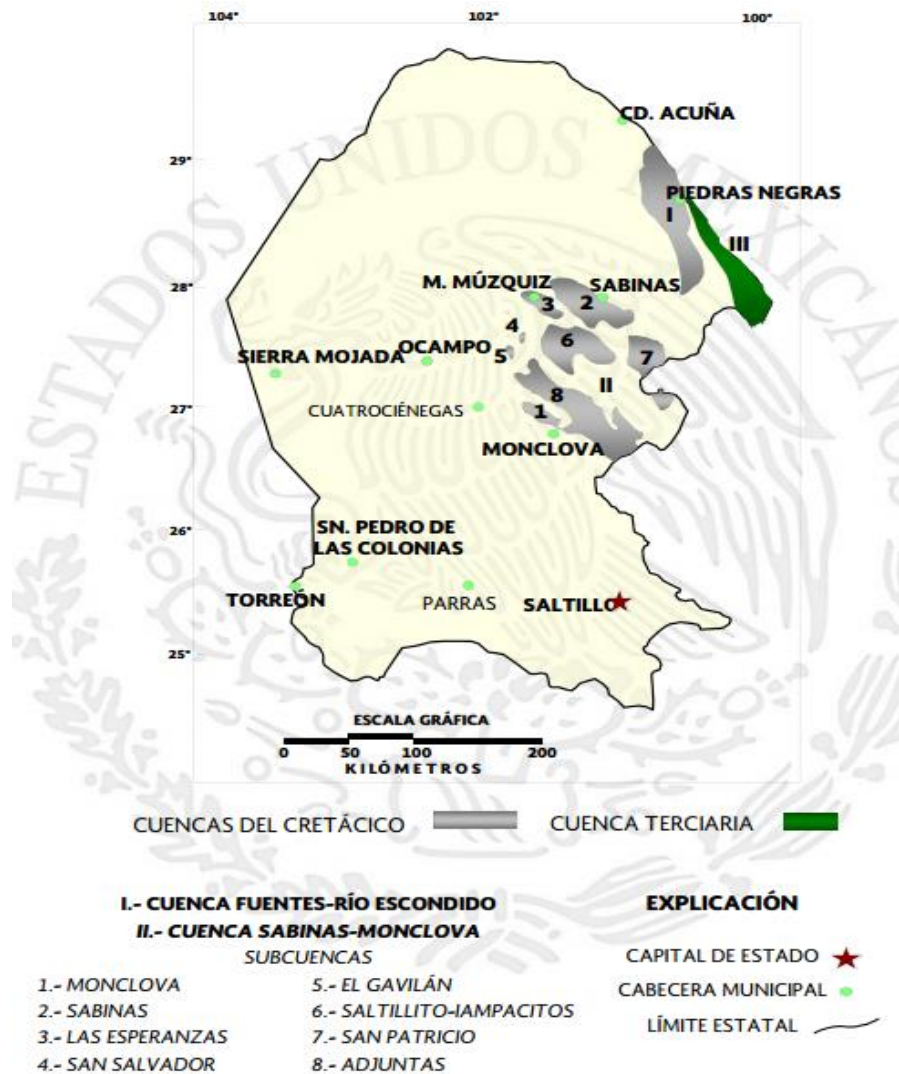 104°
102°
100°
CD. ACUÑA
29°
PIEDRAS NEGRAS
I
III
28°
M. MÚZQUIZ
SABINAS
3
2
4
6
OCAMPO
5
7
SIERRA MOJADA
II
8
27°
CUATROCIÉNEGAS
1
MONCLOVA
26°
SN. PEDRO DE
LAS COLONIAS
TORREÓN
PARRAS
SALTILLO
25°
ESCALA GRÁFICA
0 50 100 200
KILÓMETROS
CUENCAS DEL CRETÁCICO
CUENCA TERCIARIA
I.- CUENCA FUENTES-RÍO ESCONDIDO
II.- CUENCA SABINAS-MONCLOVA
SUBCUENCAS
1.- MONCLOVA
2.- SABINAS
3.- LAS ESPERANZAS
4.- SAN SALVADOR
5.- EL GAVILÁN
6.- SALTILLITO-IAMPACITOS
7.- SAN PATRICIO
8.- ADJUNTAS
EXPLICACIÓN
CAPITAL DE ESTADO
CABECERA MUNICIPAL
LÍMITE ESTATAL
ESTADOS UNIDOS MEXICANOS